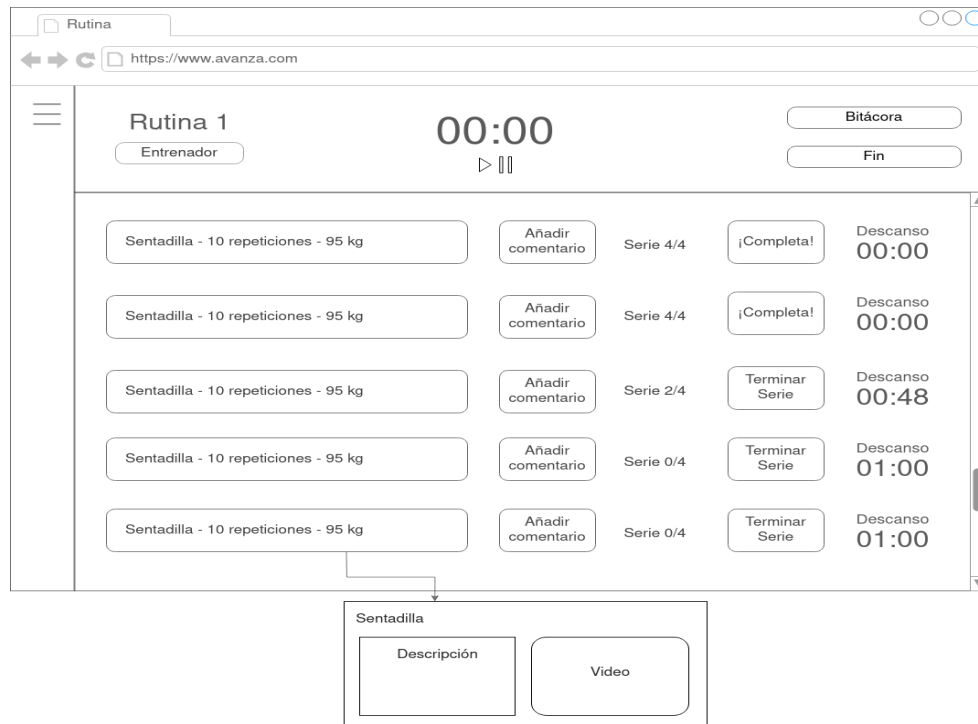 Rutina
https://www.avanza.com
Rutina 1
Entrenador
00:00
Bitácora
Fin
Sentadilla - 10 repeticiones - 95 kg
Añadir
comentario
Serie 4/4
¡Completa!
Descanso
00:00
Sentadilla - 10 repeticiones - 95 kg
Añadir
comentario
Serie 4/4
¡Completa!
Descanso
00:00
Sentadilla - 10 repeticiones - 95 kg
Añadir
comentario
Serie 2/4
Terminar
Serie
Descanso
00:48
Sentadilla - 10 repeticiones - 95 kg
Añadir
comentario
Serie 0/4
Terminar
Serie
Descanso
01:00
Sentadilla - 10 repeticiones - 95 kg
Añadir
comentario
Serie 0/4
Terminar
Serie
Descanso
01:00
Sentadilla
Descripción
Video